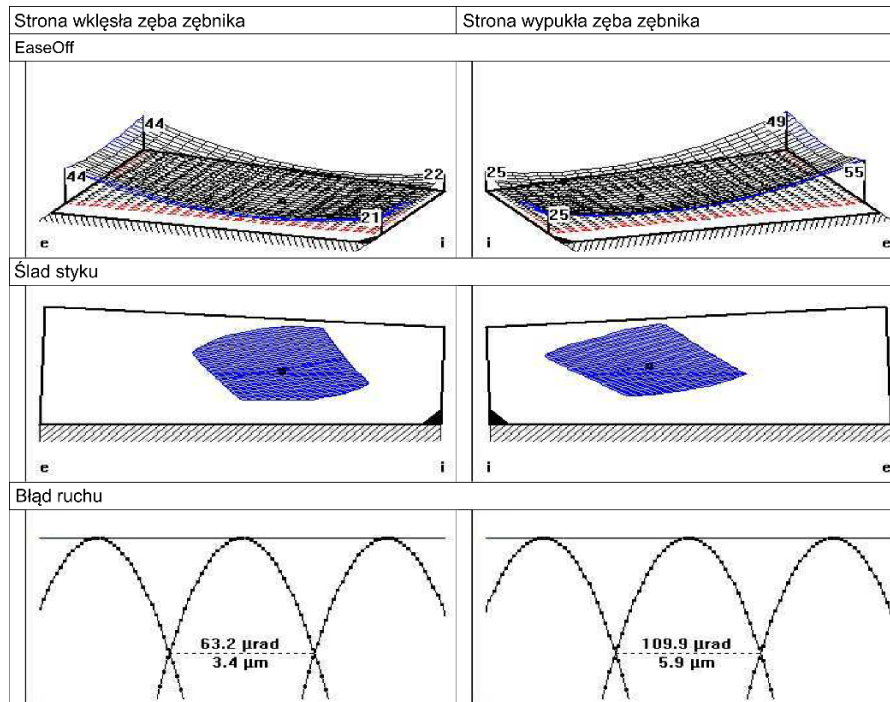 Strona wklęsła zęba zębnika
Strona wypukła zęba zębnika
EaseOff
44
44
22
21
e
i
49
25
55
25
i
e
Ślad styku
e
i
i
e
Błąd ruchu
63.2 µrad
3.4 µm
109.9 µrad
5.9 µm